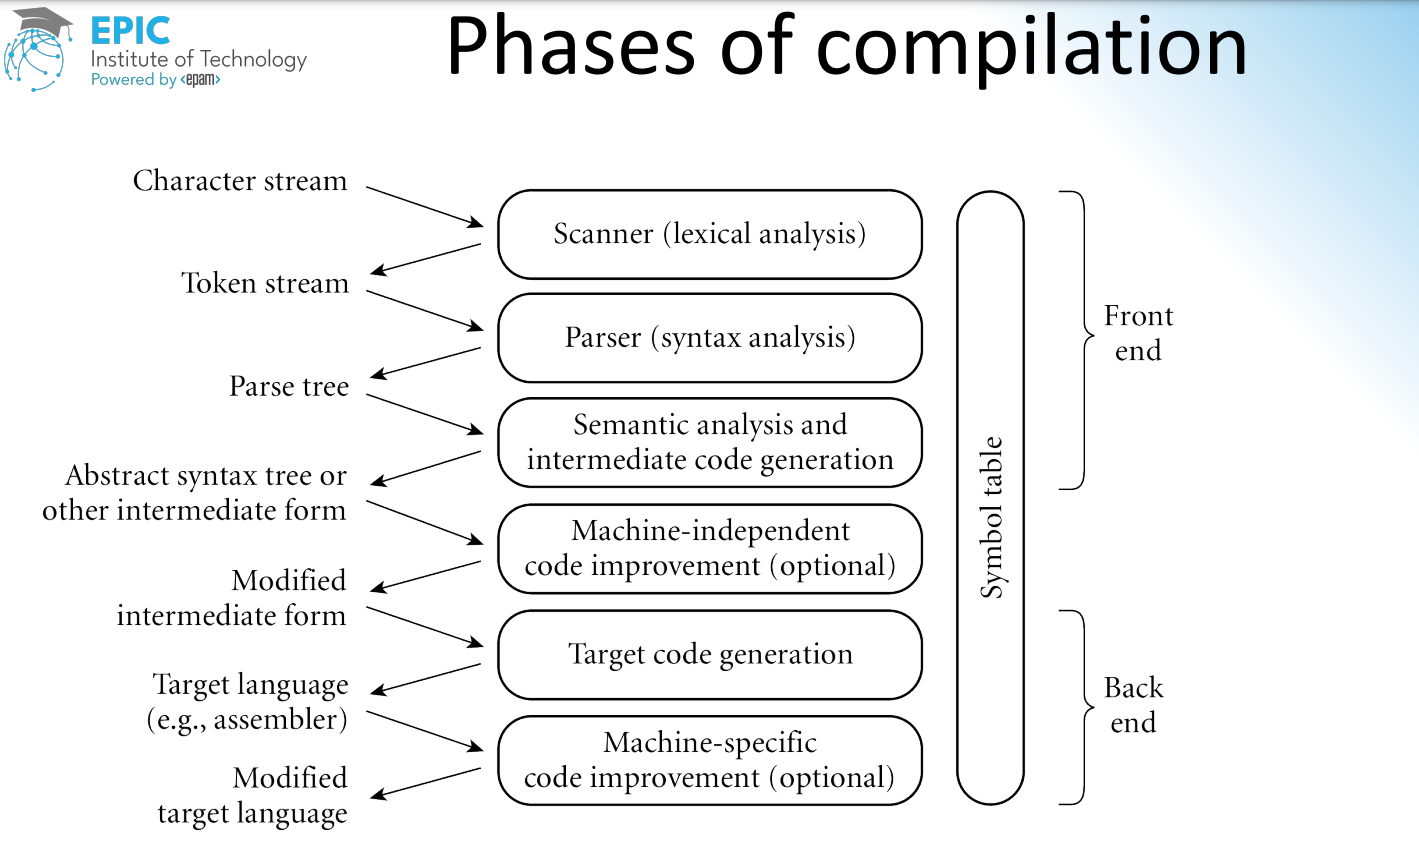 EPIC
Institute of Technology
Powered by <epam>
Phases of compilation
Character stream
Scanner (lexical analysis)
Token stream
Parser (syntax analysis)
Parse tree
Semantic analysis and
intermediate code generation
Abstract syntax tree or
other intermediate form
Machine-independent
code improvement (optional)
Modified
intermediate form
Target code generation
Target language
(e.g., assembler)
Machine-specific
code improvement (optional)
Modified
target language
Symbol table
Front
end
Back
end